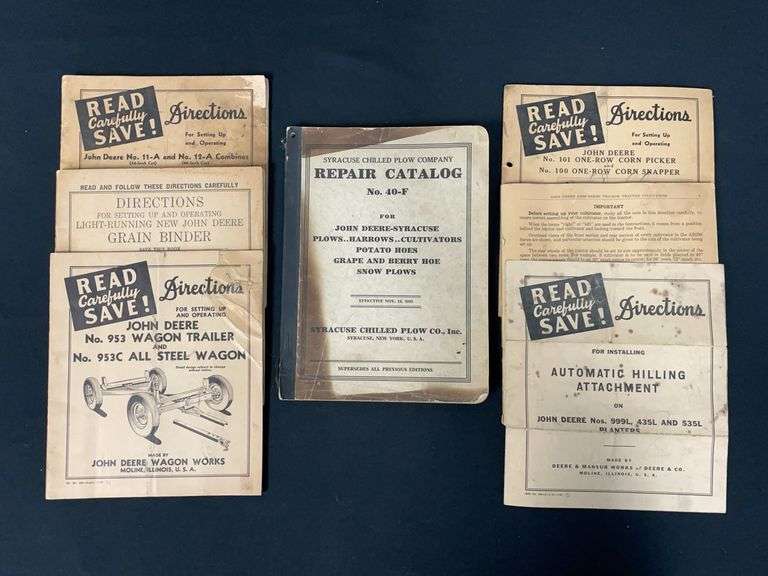 READ
Carefully
SAVE!
Directions
For Setting Up
and Operating
John Deere No. 11-A and No. 12-A Combines
READ AND FOLLOW THESE DIRECTIONS CAREFULLY
DIRECTIONS
FOR SETTING UP AND OPERATING
LIGHT-RUNNING NEW JOHN DEERE
GRAIN BINDER
SAVE THIS BOOK
READ
Carefully
SAVE!
Directions
FOR SETTING UP
AND OPERATING
JOHN DEERE
No. 953 WAGON TRAILER
AND
No. 953C ALL STEEL WAGON
MADE BY
JOHN DEERE WAGON WORKS
MOLINE, ILLINOIS, U. S. A.
SYRACUSE CHILLED PLOW COMPANY
REPAIR CATALOG
No. 40-F
FOR
JOHN DEERE-SYRACUSE
PLOWS..HARROWS..CULTIVATORS
POTATO HOES
GRAPE AND BERRY HOE
SNOW PLOWS
EFFECTIVE NOV.
SYRACUSE CHILLED PLOW CO., Inc.
SYRACUSE, NEW YORK, U. S. A.
SUPERSEDES ALL PREVIOUS EDITIONS
READ
Carefully
SAVE!
Directions
For Setting Up
and Operating
JOHN DEERE
No. 101 ONE-ROW CORN PICKER
and
No. 100 ONE-ROW CORN SNAPPER
IMPORTANT
READ
Carefully
SAVE!
Directions
FOR INSTALLING
AUTOMATIC HILLING
ATTACHMENT
ON
JOHN DEERE Nos. 999L, 435L AND 535L
PLANTERS
MADE BY
DEERE & MANSUR WORKS of DEERE & CO.
MOLINE, ILLINOIS, U. S. A.